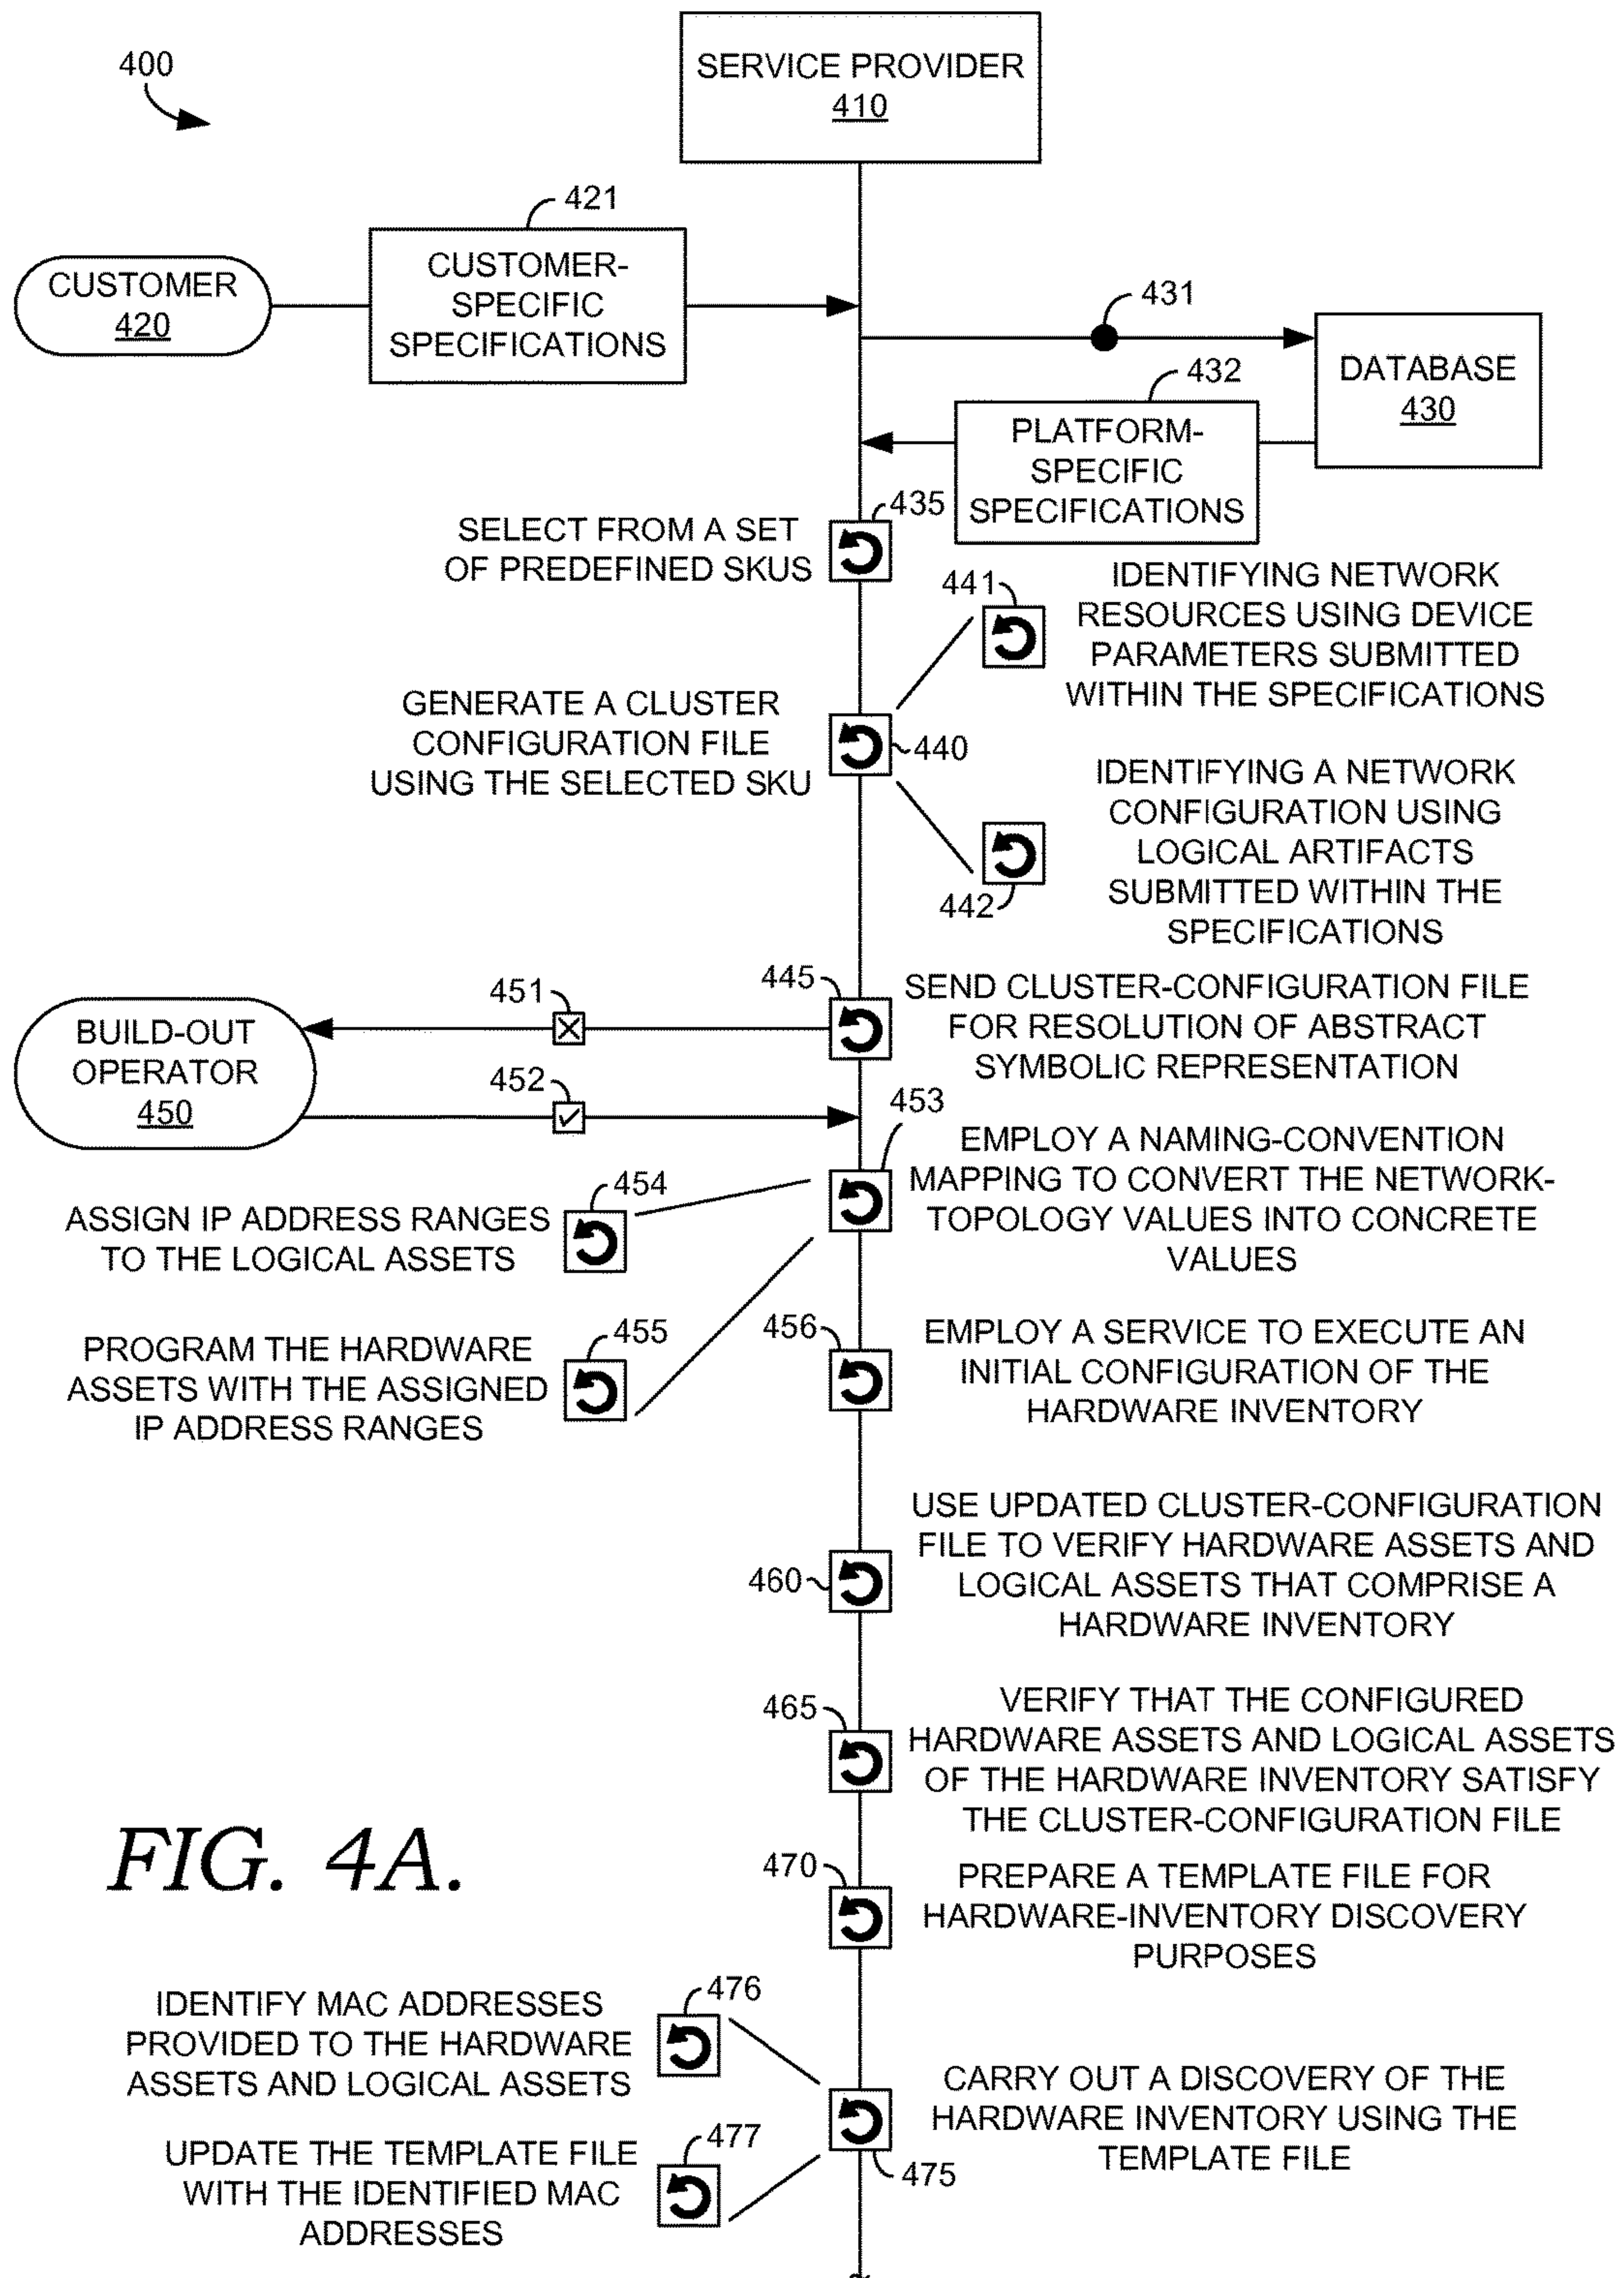 400
SERVICE PROVIDER
410
421
CUSTOMER
420
CUSTOMER-
SPECIFIC
SPECIFICATIONS
431
DATABASE
430
432
PLATFORM-
SPECIFIC
SPECIFICATIONS
435
SELECT FROM A SET
OF PREDEFINED SKUS
441
IDENTIFYING NETWORK
RESOURCES USING DEVICE
PARAMETERS SUBMITTED
WITHIN THE SPECIFICATIONS
GENERATE A CLUSTER
CONFIGURATION FILE
USING THE SELECTED SKU
440
442
IDENTIFYING A NETWORK
CONFIGURATION USING
LOGICAL ARTIFACTS
SUBMITTED WITHIN THE
SPECIFICATIONS
BUILD-OUT
OPERATOR
450
451
445
SEND CLUSTER-CONFIGURATION FILE
FOR RESOLUTION OF ABSTRACT
SYMBOLIC REPRESENTATION
452
453
EMPLOY A NAMING-CONVENTION
MAPPING TO CONVERT THE NETWORK-
TOPOLOGY VALUES INTO CONCRETE
VALUES
454
ASSIGN IP ADDRESS RANGES
TO THE LOGICAL ASSETS
455
PROGRAM THE HARDWARE
ASSETS WITH THE ASSIGNED
IP ADDRESS RANGES
456
EMPLOY A SERVICE TO EXECUTE AN
INITIAL CONFIGURATION OF THE
HARDWARE INVENTORY
460
USE UPDATED CLUSTER-CONFIGURATION
FILE TO VERIFY HARDWARE ASSETS AND
LOGICAL ASSETS THAT COMPRISE A
HARDWARE INVENTORY
465
VERIFY THAT THE CONFIGURED
HARDWARE ASSETS AND LOGICAL ASSETS
OF THE HARDWARE INVENTORY SATISFY
THE CLUSTER-CONFIGURATION FILE
FIG. 4A.
470
PREPARE A TEMPLATE FILE FOR
HARDWARE-INVENTORY DISCOVERY
PURPOSES
476
IDENTIFY MAC ADDRESSES
PROVIDED TO THE HARDWARE
ASSETS AND LOGICAL ASSETS
475
CARRY OUT A DISCOVERY OF THE
HARDWARE INVENTORY USING THE
TEMPLATE FILE
477
UPDATE THE TEMPLATE FILE
WITH THE IDENTIFIED MAC
ADDRESSES